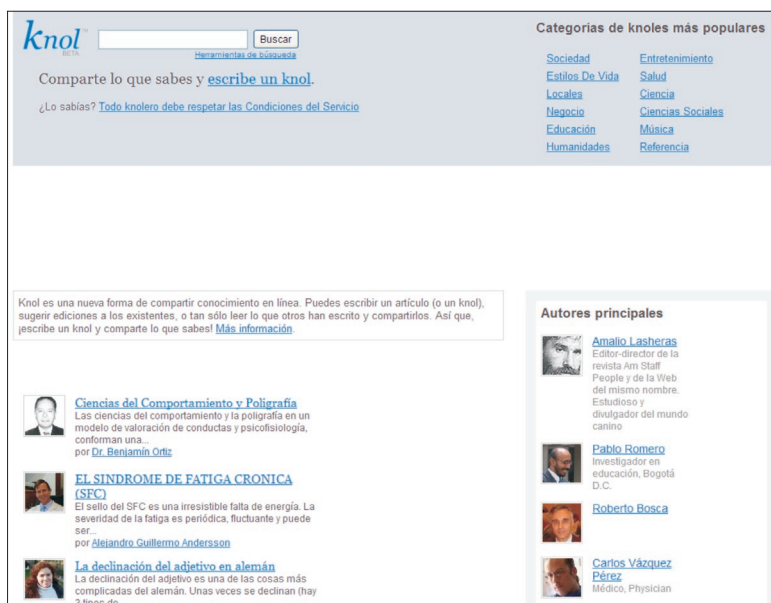 knol™
BETA
Buscar
Herramientas de búsqueda
Comparte lo que sabes y escribe un knol.
¿Lo sabías? Todo knolero debe respetar las Condiciones del Servicio
Categorias de knoles más populares
Sociedad
Estilos De Vida
Locales
Negocio
Educación
Humanidades
Entretenimiento
Salud
Ciencia
Ciencias Sociales
Música
Referencia
Knol es una nueva forma de compartir conocimiento en línea. Puedes escribir un artículo (o un knol),
sugerir ediciones a los existentes, o tan sólo leer lo que otros han escrito y compartirlos. Así que,
¡escribe un knol y comparte lo que sabes! Más información.
Ciencias del Comportamiento y Poligrafía
Las ciencias del comportamiento y la poligrafía en un
modelo de valoración de conductas y psicofisiología,
conforman una...
por Dr. Benjamín Ortiz
EL SINDROME DE FATIGA CRONICA
(SFC)
El sello del SFC es una irresistible falta de energía. La
severidad de la fatiga es periódica, fluctuante y puede
ser...
por Alejandro Guillermo Andersson
La declinación del adjetivo en alemán
La declinación del adjetivo es una de las cosas más
complicadas del alemán. Unas veces se declinan (hay
3 tipos de
Autores principales
Amalio Lasheras
Editor-director de la
revista Am Staff
People y de la Web
del mismo nombre.
Estudioso y
divulgador del mundo
canino
Pablo Romero
Investigador en
educación, Bogotá
D.C.
Roberto Bosca
Carlos Vázquez
Pérez
Médico, Physician